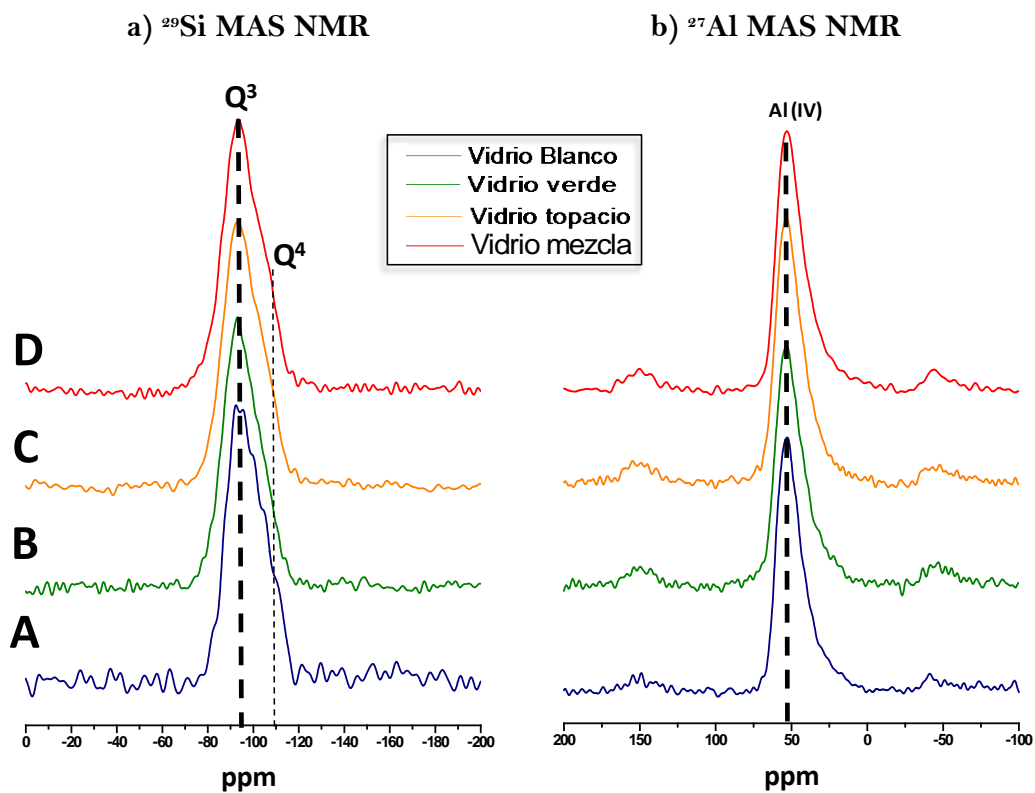 a) ²⁹Si MAS NMR
b) ²⁷Al MAS NMR
Q³
Q⁴
Al (IV)
Vidrio Blanco
Vidrio verde
Vidrio topacio
Vidrio mezcla
D
C
B
A
0 -20 -40 -60 -80 -100 -120 -140 -160 -180 -200
ppm
200 150 100 50 0 -50 -100
ppm